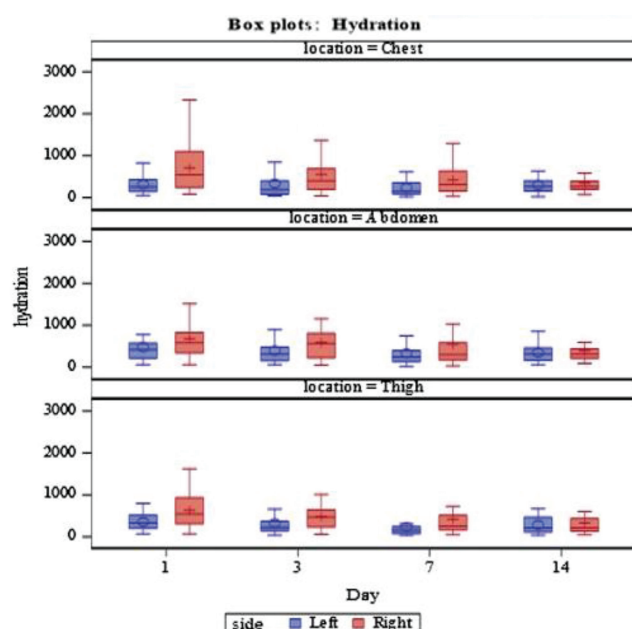 Box plots: Hydration
location = Chest
3000
2000
1000
0
location = Abdomen
3000
2000
1000
0
hydration
location = Thigh
3000
2000
1000
0
1 3 7 14
Day
side Left Right